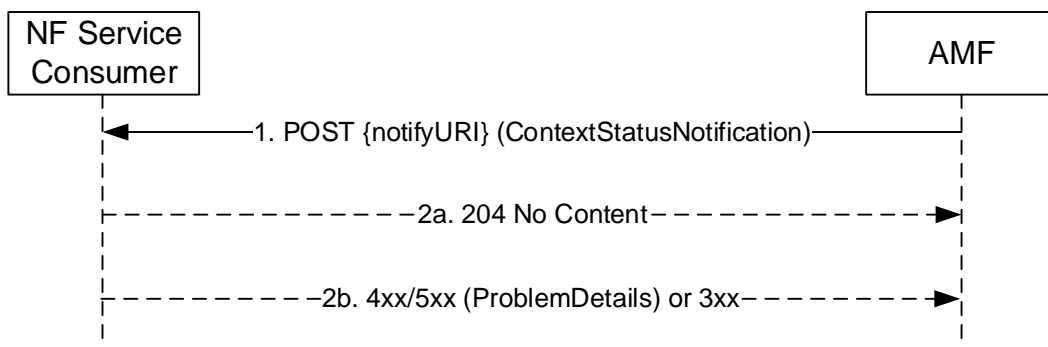 NF Service
Consumer
AMF
1. POST {notifyURI} (ContextStatusNotification)
2a. 204 No Content
2b. 4xx/5xx (ProblemDetails) or 3xx